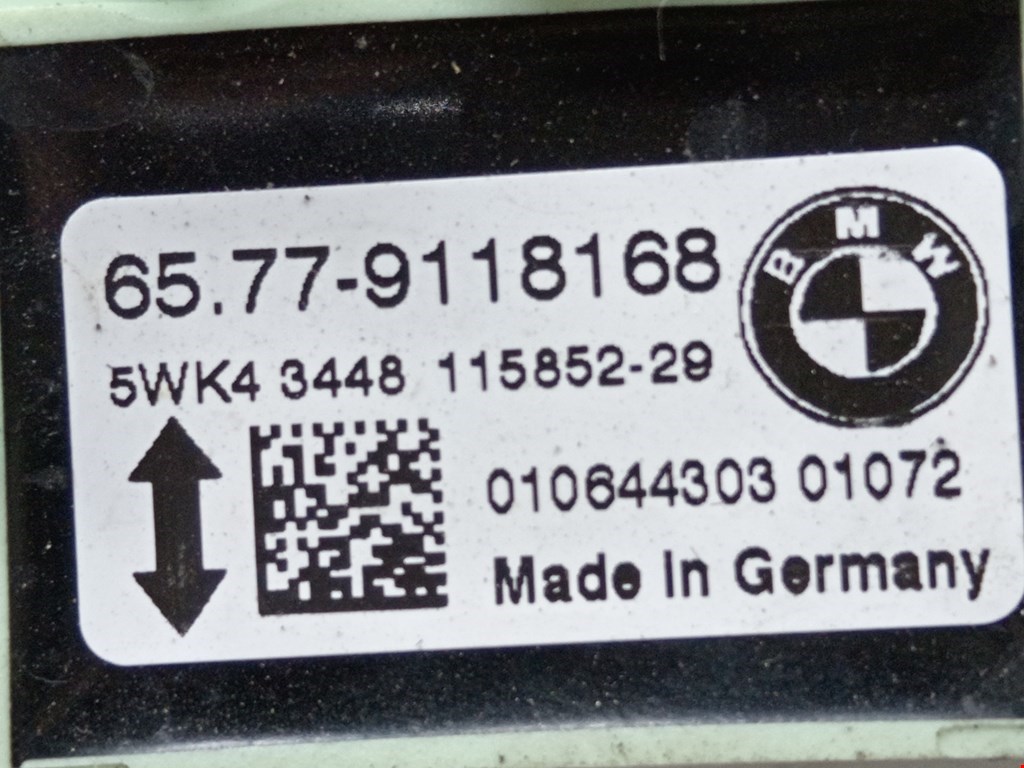 65.77-9118168
BMW
5WK4 3448 115852-29
010644303 01072
Made In Germany